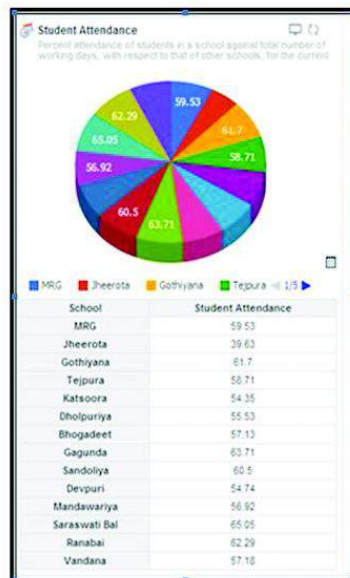 Student Attendance
Percent attendance of students in a school against total number of
working days, with respect to that of other schools, for the current
59.53
62.29
61.7
65.05
58.71
56.92
60.5
63.71
MRG Jheerota Gothiyana Tejpura 1/5
School Student Attendance
MRG 59.53
Jheerota 39.63
Gothiyana 61.7
Tejpura 58.71
Katsoora 54.35
Dholpuriya 55.53
Bhogadeet 57.13
Gagunda 63.71
Sandoliya 60.5
Devpuri 54.74
Mandawariya 56.92
Saraswati Bal 65.05
Ranabai 62.29
Vandana 57.18